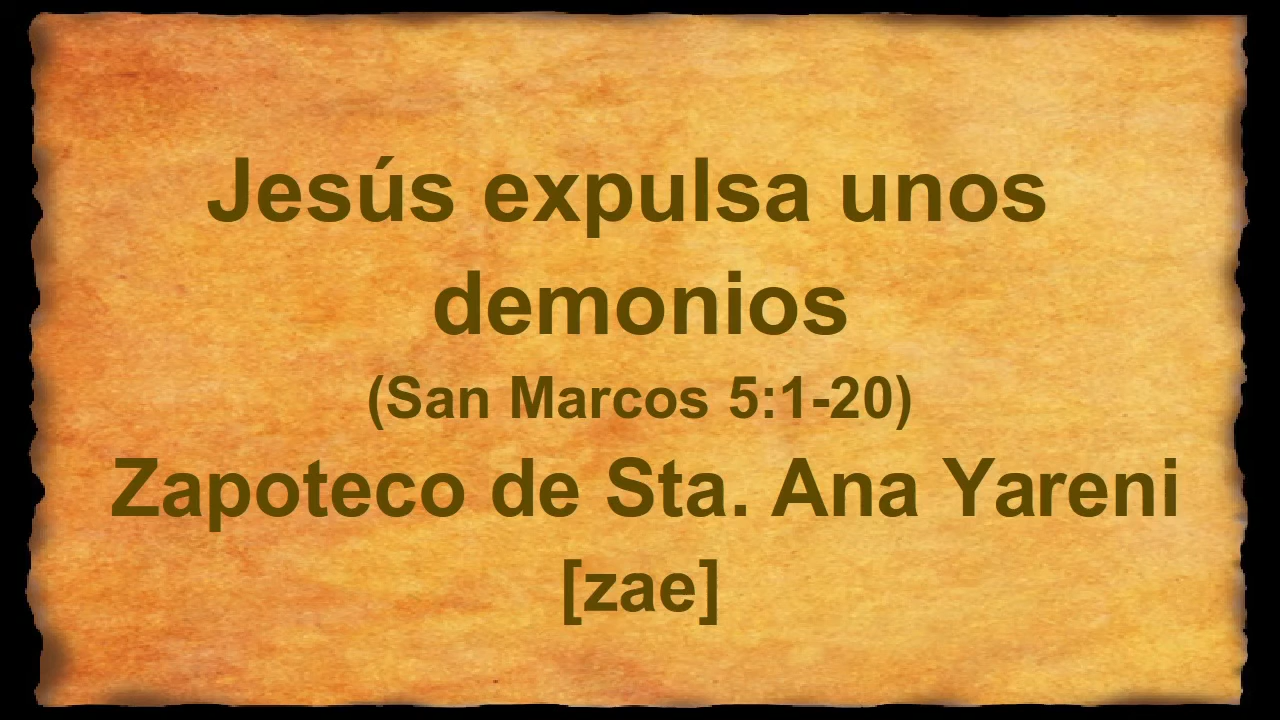 Jesús expulsa unos
demonios
(San Marcos 5:1-20)
Zapoteco de Sta. Ana Yareni
[zae]